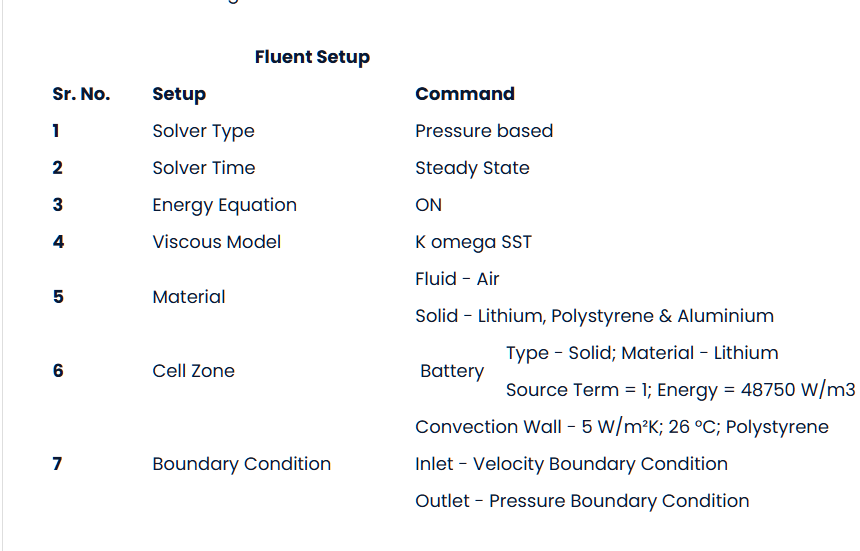 Fluent Setup
Sr. No. Setup Command
1 Solver Type Pressure based
2 Solver Time Steady State
3 Energy Equation ON
4 Viscous Model K omega SST
5 Material Fluid - Air
Solid - Lithium, Polystyrene & Aluminium
6 Cell Zone Battery Type - Solid; Material - Lithium
Source Term = 1; Energy = 48750 W/m3
Convection Wall - 5 W/m²K; 26 °C; Polystyrene
7 Boundary Condition Inlet - Velocity Boundary Condition
Outlet - Pressure Boundary Condition